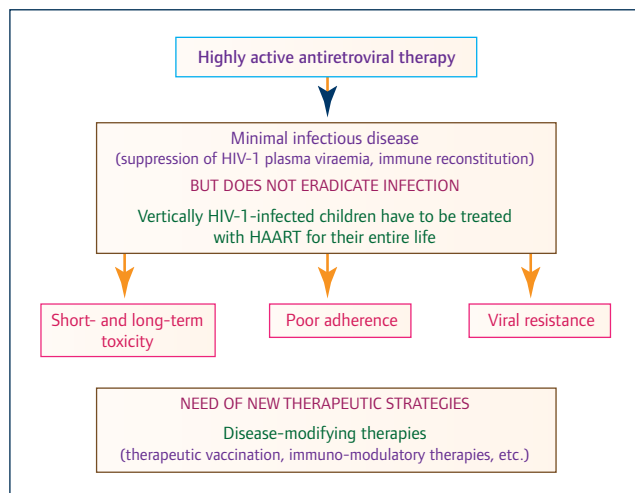 Highly active antiretroviral therapy
Minimal infectious disease
(suppression of HIV-1 plasma viraemia, immune reconstitution)
BUT DOES NOT ERADICATE INFECTION
Vertically HIV-1-infected children have to be treated
with HAART for their entire life
Short- and long-term
toxicity
Poor adherence
Viral resistance
NEED OF NEW THERAPEUTIC STRATEGIES
Disease-modifying therapies
(therapeutic vaccination, immuno-modulatory therapies, etc.)